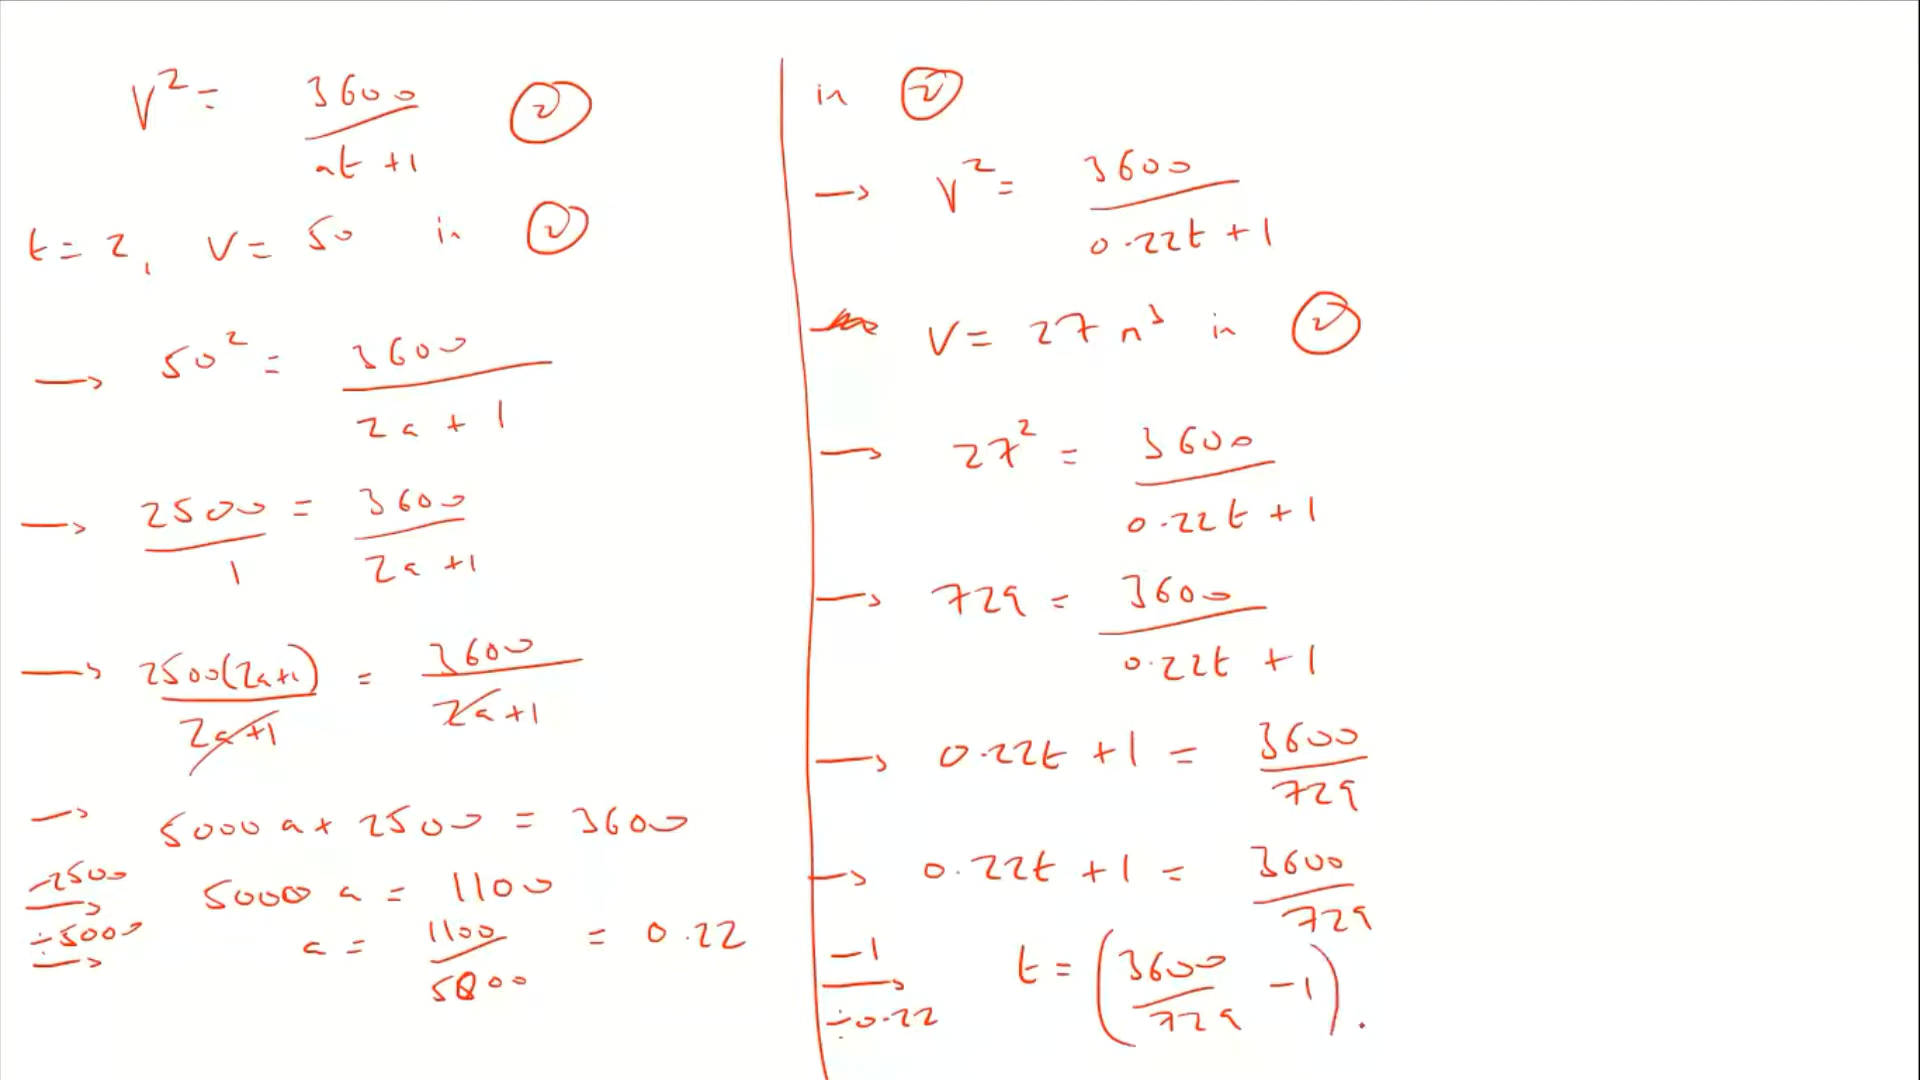 V² = 3600/(at + 1) ②
t = 2, V = 50 in ②
→ 50² = 3600/(2a + 1)
→ 2500/1 = 3600/(2a + 1)
→ 2500(2a+1)/(2a+1) = 3600/(2a+1)
→ 5000a + 2500 = 3600
-2500 → 5000 a = 1100
÷5000 → a = 1100/5000 = 0.22
in ②
→ V² = 3600/(0.22t + 1)
V = 27 m³ in ②
→ 27² = 3600/(0.22t + 1)
→ 729 = 3600/(0.22t + 1)
→ 0.22t + 1 = 3600/729
→ 0.22t + 1 = 3600/729
-1 → ÷0.22 t = (3600/729 - 1).